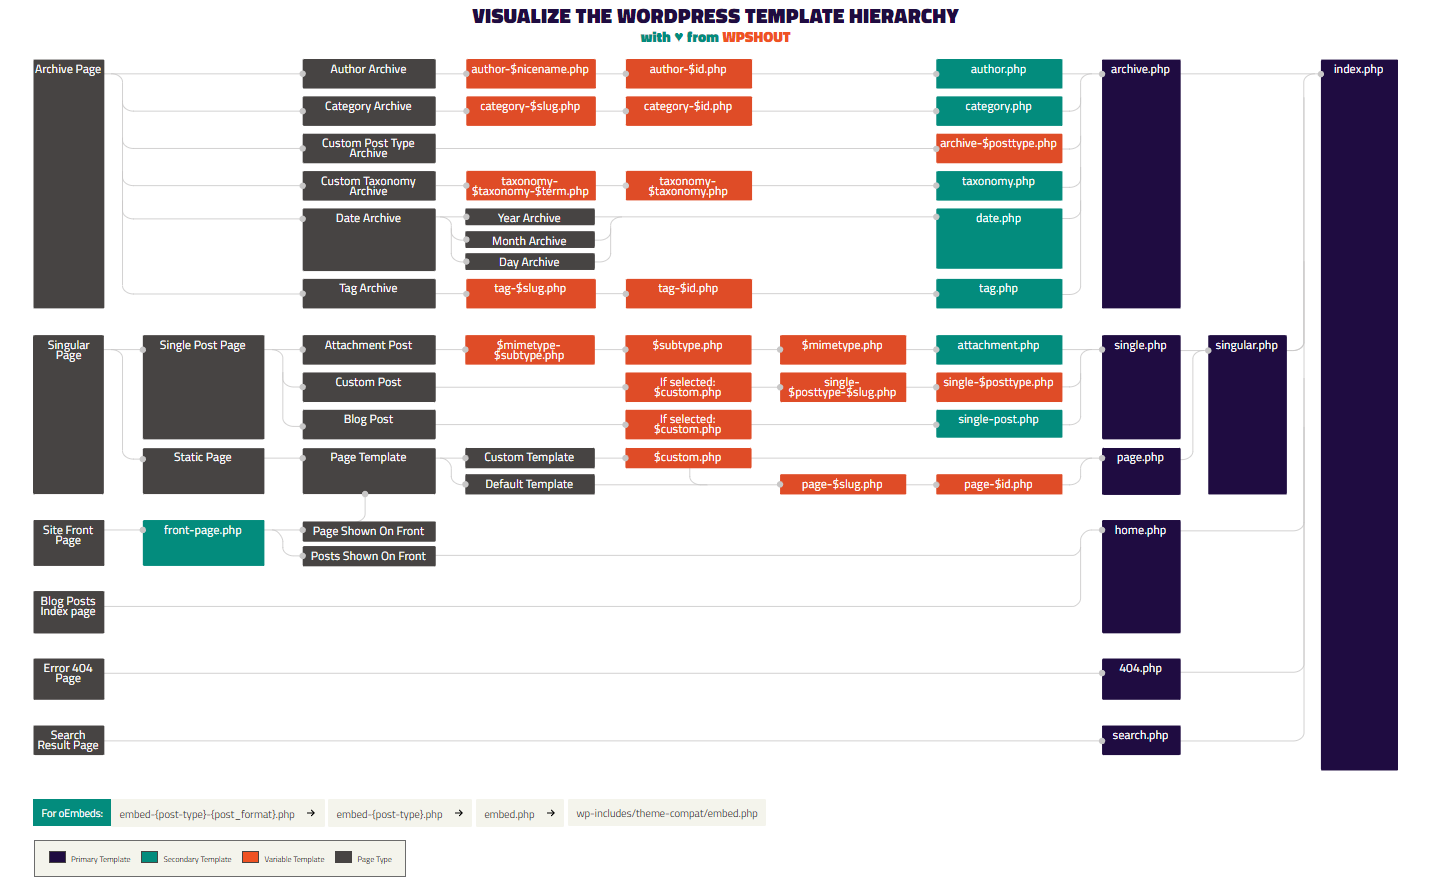 VISUALIZE THE WORDPRESS TEMPLATE HIERARCHY
with ♥ from WPSHOUT
Archive Page
Author Archive
author-$nicename.php
author-$id.php
author.php
archive.php
index.php
Category Archive
category-$slug.php
category-$id.php
category.php
Custom Post Type
Archive
archive-$posttype.php
Custom Taxonomy
Archive
taxonomy-
$taxonomy-$term.php
taxonomy-
$taxonomy.php
taxonomy.php
Date Archive
Year Archive
date.php
Month Archive
Day Archive
Tag Archive
tag-$slug.php
tag-$id.php
tag.php
Singular
Page
Single Post Page
Attachment Post
$mimetype-
$subtype.php
$subtype.php
$mimetype.php
attachment.php
single.php
singular.php
Custom Post
If selected:
$custom.php
single-
$posttype-$slug.php
single-$posttype.php
Blog Post
If selected:
$custom.php
single-post.php
Static Page
Page Template
Custom Template
$custom.php
page.php
Default Template
page-$slug.php
page-$id.php
Site Front
Page
front-page.php
Page Shown On Front
home.php
Posts Shown On Front
Blog Posts
Index page
Error 404
Page
404.php
Search
Result Page
search.php
For oEmbeds:
embed-{post-type}-{post_format}.php →
embed-{post-type}.php →
embed.php →
wp-includes/theme-compat/embed.php
Primary Template
Secondary Template
Variable Template
Page Type